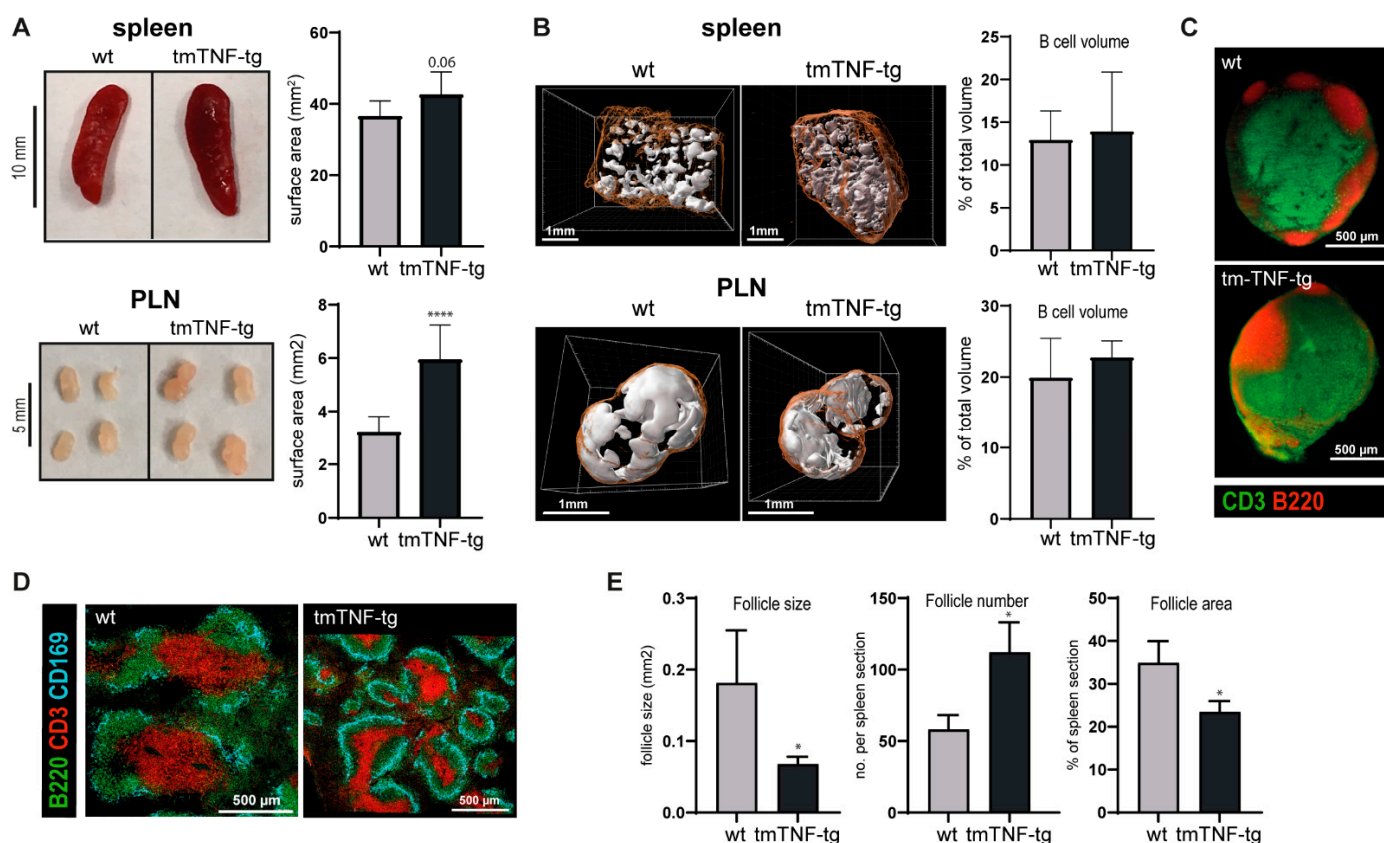 A
spleen
wt
tmTNF-tg
10 mm
surface area (mm²)
60
40
20
0
0.06
wt tmTNF-tg
PLN
wt
tmTNF-tg
5 mm
surface area (mm2)
8
6
4
2
0
****
wt tmTNF-tg
B
spleen
wt
tmTNF-tg
1mm
1mm
B cell volume
% of total volume
25
20
15
10
5
0
wt tmTNF-tg
PLN
wt
tmTNF-tg
1mm
1mm
B cell volume
% of total volume
30
20
10
0
wt tmTNF-tg
C
wt
500 µm
tm-TNF-tg
500 µm
CD3 B220
D
B220 CD3 CD169
wt
500 µm
tmTNF-tg
500 µm
E
Follicle size
follicle size (mm2)
0.3
0.2
0.1
0.0
*
wt tmTNF-tg
Follicle number
no. per spleen section
150
100
50
0
*
wt tmTNF-tg
Follicle area
% of spleen section
50
40
30
20
10
0
*
wt tmTNF-tg